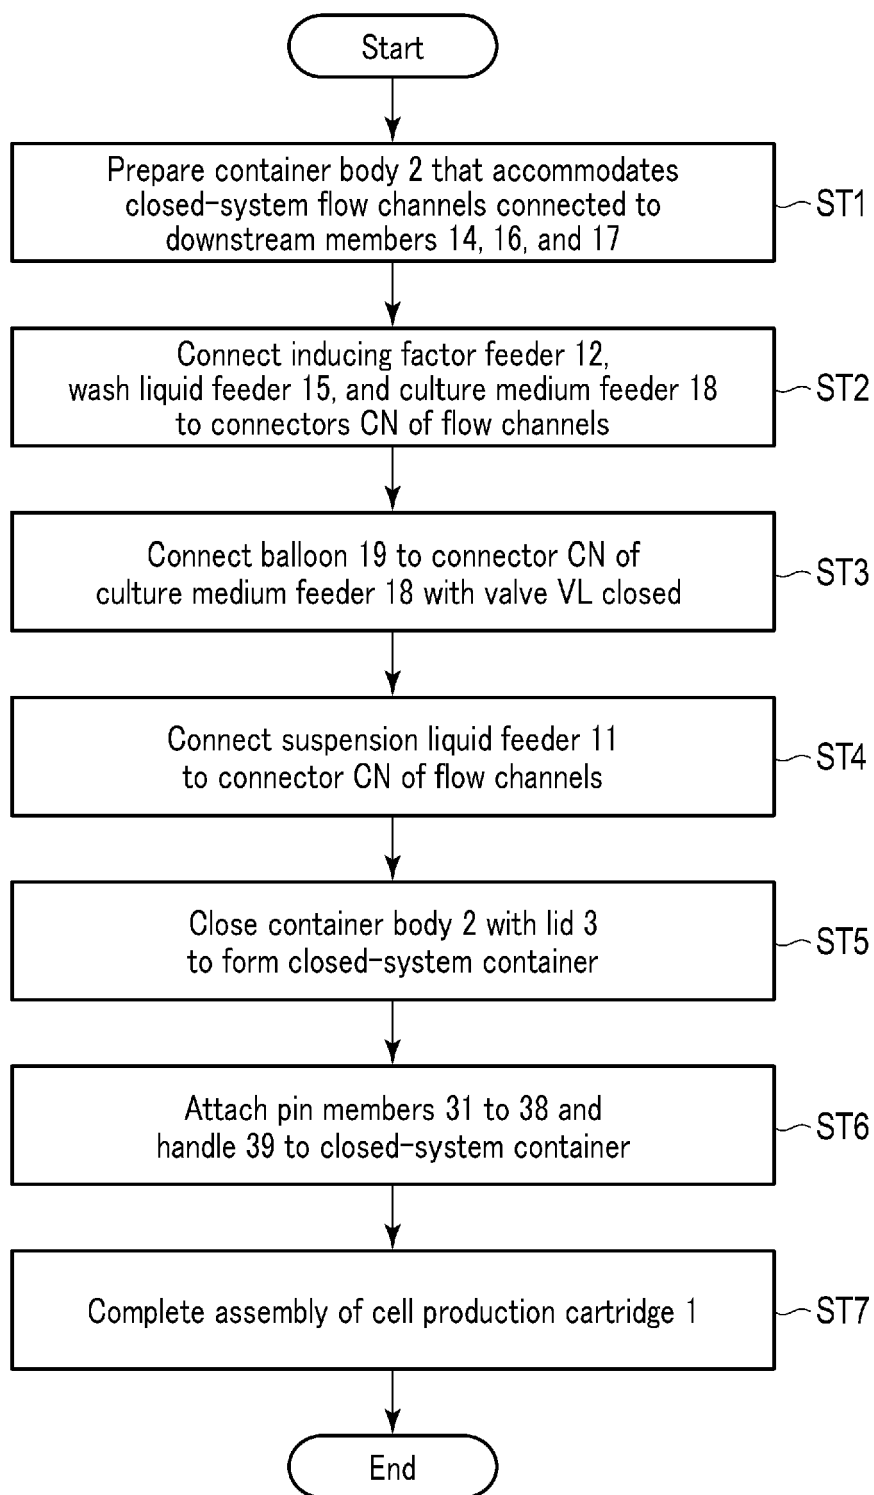 Start
Prepare container body 2 that accommodates
closed-system flow channels connected to
downstream members 14, 16, and 17
ST1
Connect inducing factor feeder 12,
wash liquid feeder 15, and culture medium feeder 18
to connectors CN of flow channels
ST2
Connect balloon 19 to connector CN of
culture medium feeder 18 with valve VL closed
ST3
Connect suspension liquid feeder 11
to connector CN of flow channels
ST4
Close container body 2 with lid 3
to form closed-system container
ST5
Attach pin members 31 to 38 and
handle 39 to closed-system container
ST6
Complete assembly of cell production cartridge 1
ST7
End